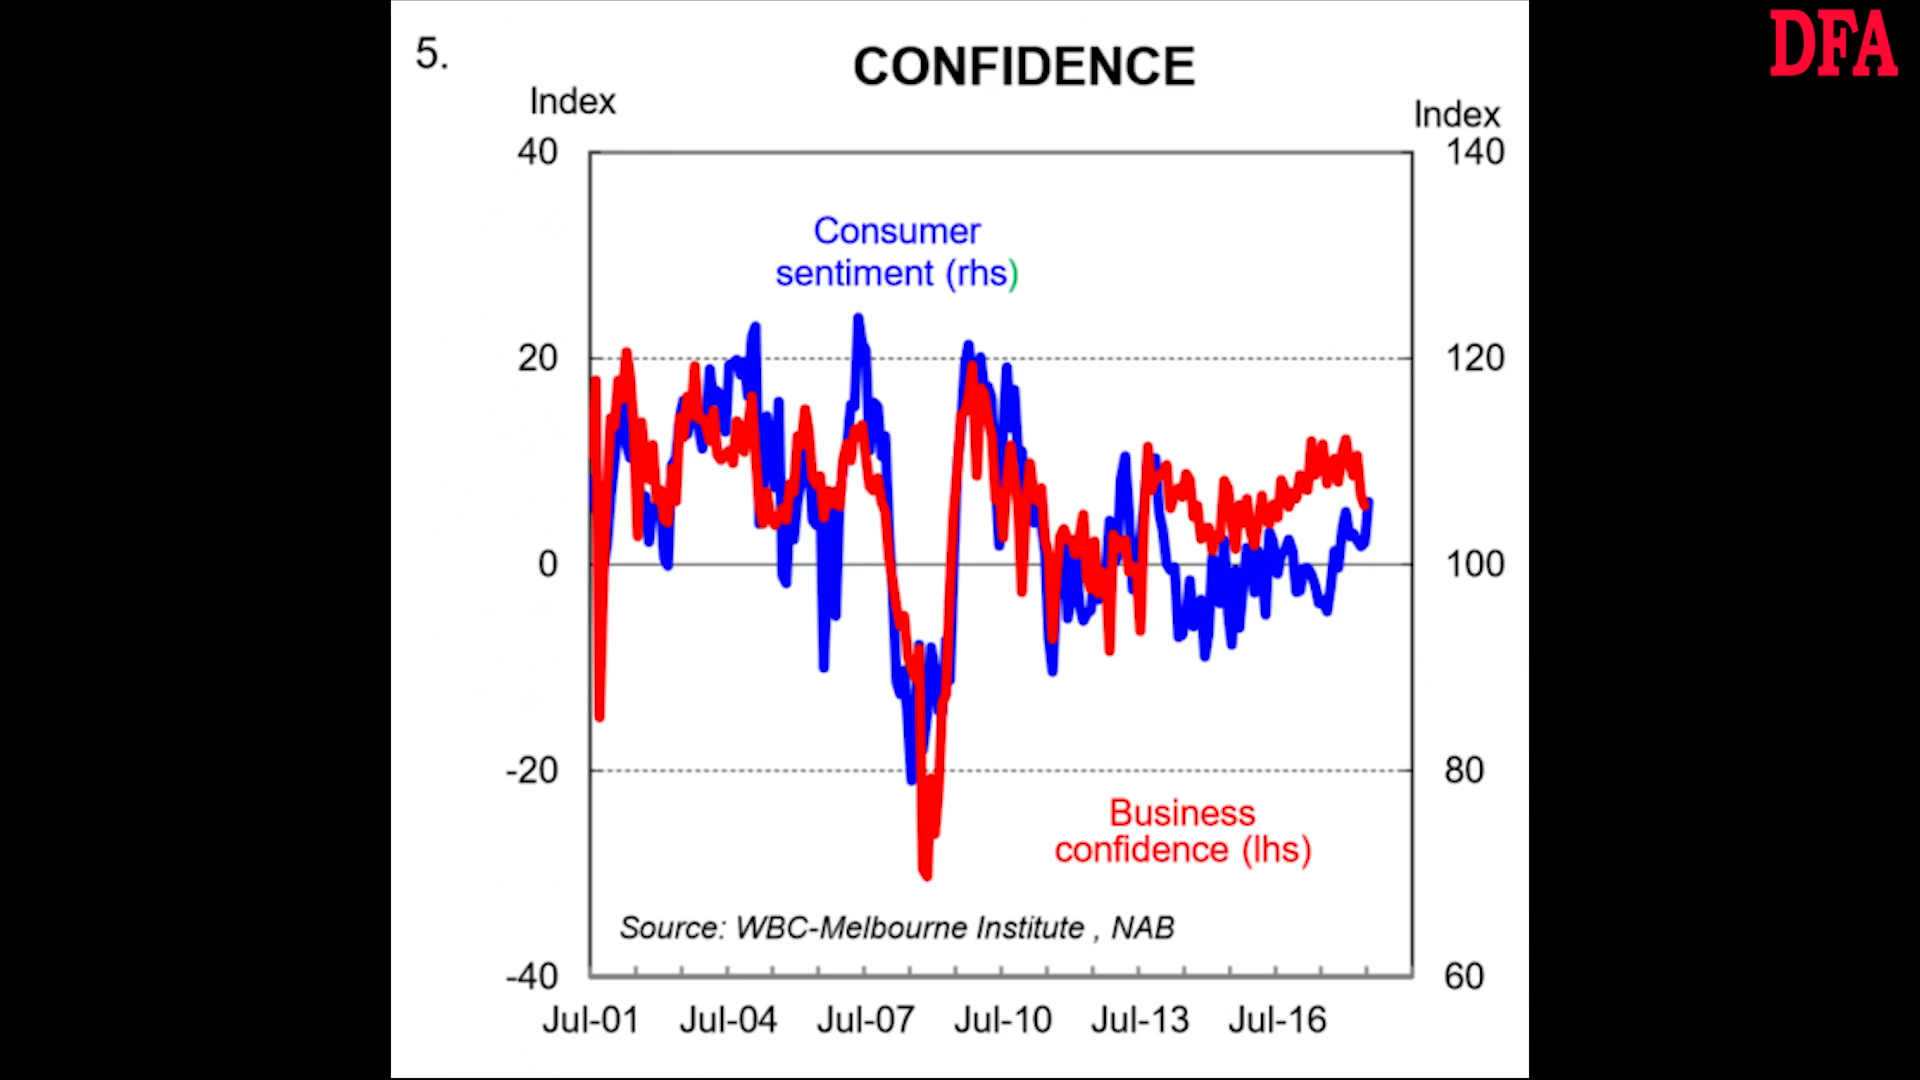 DFA
5.
CONFIDENCE
Index
Index
40
140
Consumer
sentiment (rhs)
20
120
0
100
-20
80
Business
confidence (lhs)
Source: WBC-Melbourne Institute , NAB
-40
60
Jul-01 Jul-04 Jul-07 Jul-10 Jul-13 Jul-16